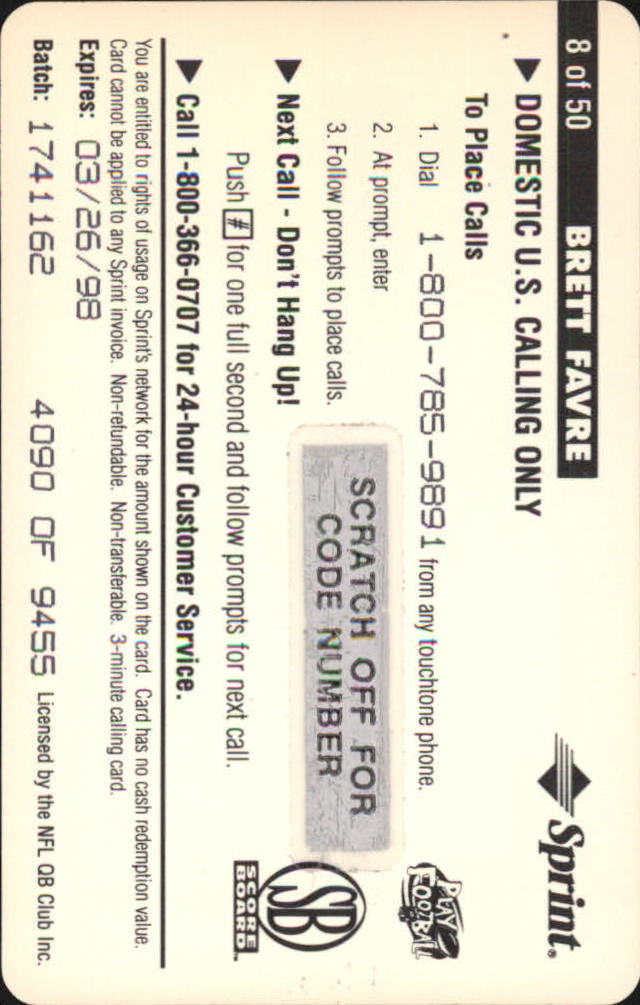 8 of 50 BRETT FAVRE
Sprint®
▶ DOMESTIC U.S. CALLING ONLY
To Place Calls
1. Dial 1-800-785-9891 from any touchtone phone.
2. At prompt, enter
3. Follow prompts to place calls.
SCRATCH OFF FOR
CODE NUMBER
PLAY
FOOTBALL
▶ Next Call - Don't Hang Up!
Push # for one full second and follow prompts for next call.
SB
SCORE
BOARD™
▶ Call 1-800-366-0707 for 24-hour Customer Service.
You are entitled to rights of usage on Sprint's network for the amount shown on the card. Card has no cash redemption value.
Card cannot be applied to any Sprint invoice. Non-refundable. Non-transferable. 3-minute calling card.
Expires: 03/26/98
Batch: 1741162 4090 OF 9455 Licensed by the NFL QB Club Inc.